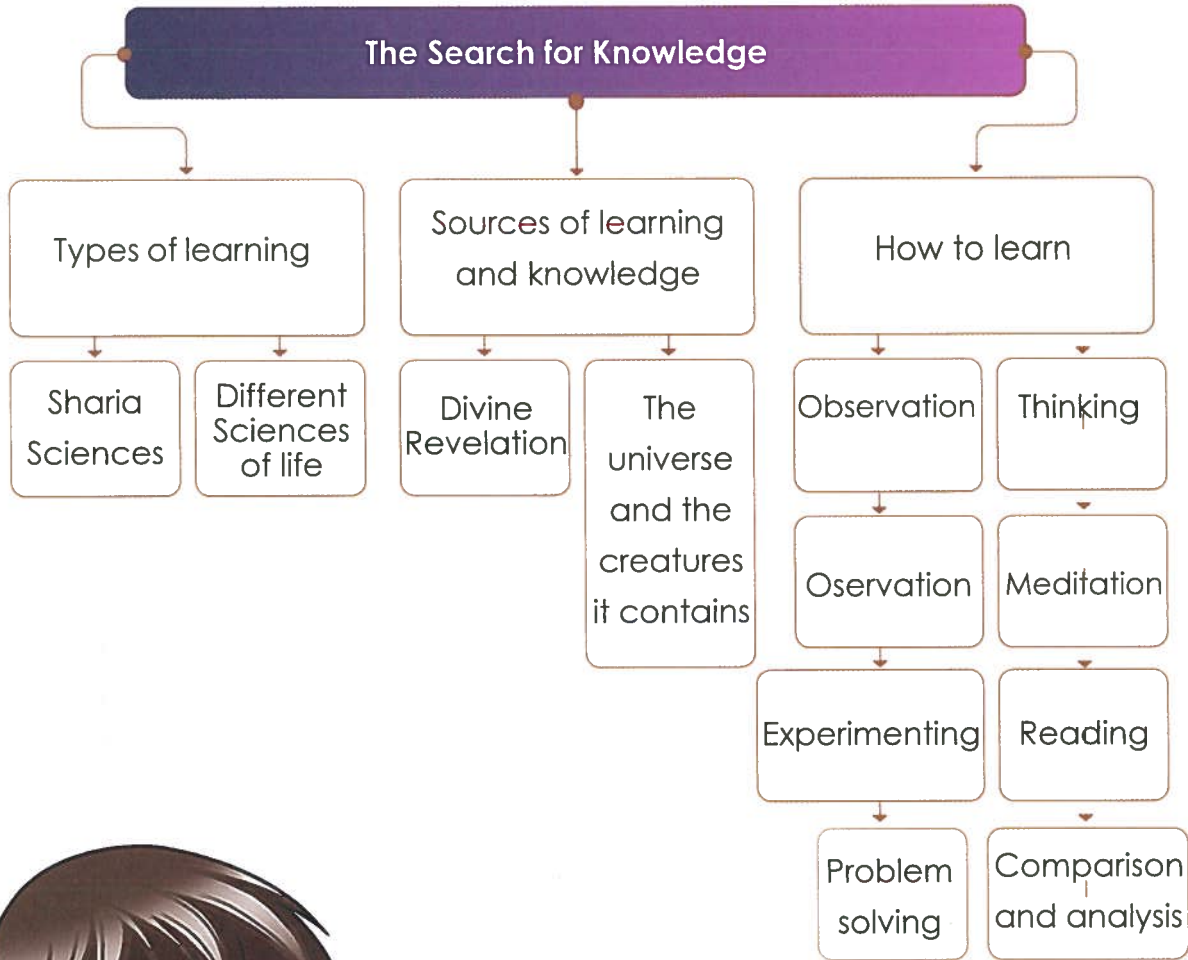 The Search for Knowledge
Types of learning
Sources of learning
and knowledge
How to learn
Sharia
Sciences
Different
Sciences
of life
Divine
Revelation
The
universe
and the
creatures
it contains
Observation
Thinking
Oservation
Meditation
Experimenting
Reading
Problem
solving
Comparison
and analysis